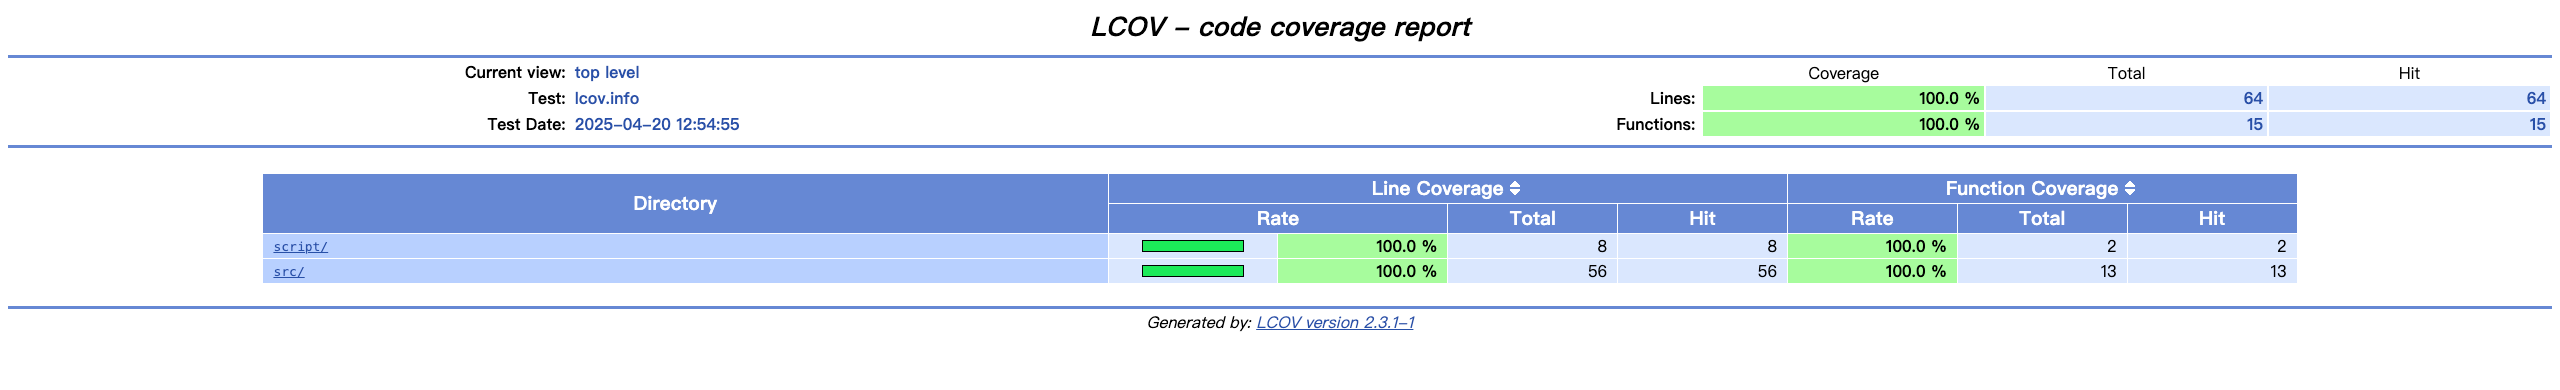 LCOV – code coverage report
Current view: top level
Coverage Total Hit
Test: lcov.info
Lines: 100.0 % 64 64
Test Date: 2025–04–20 12:54:55
Functions: 100.0 % 15 15
Directory Line Coverage Function Coverage
Rate Total Hit Rate Total Hit
script/ 100.0 % 8 8 100.0 % 2 2
src/ 100.0 % 56 56 100.0 % 13 13
Generated by: LCOV version 2.3.1–1